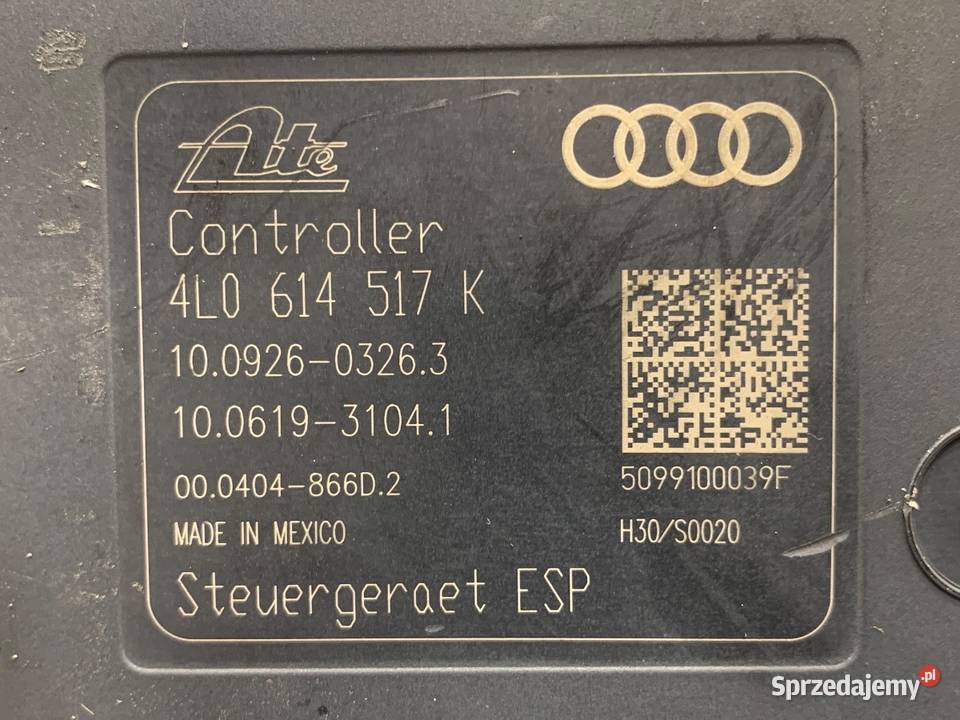 Ate
Controller
4L0 614 517 K
10.0926-0326.3
10.0619-3104.1
00.0404-866D.2
5099100039F
MADE IN MEXICO
H30/S0020
Steuergeraet ESP
Sprzedajemy.pl